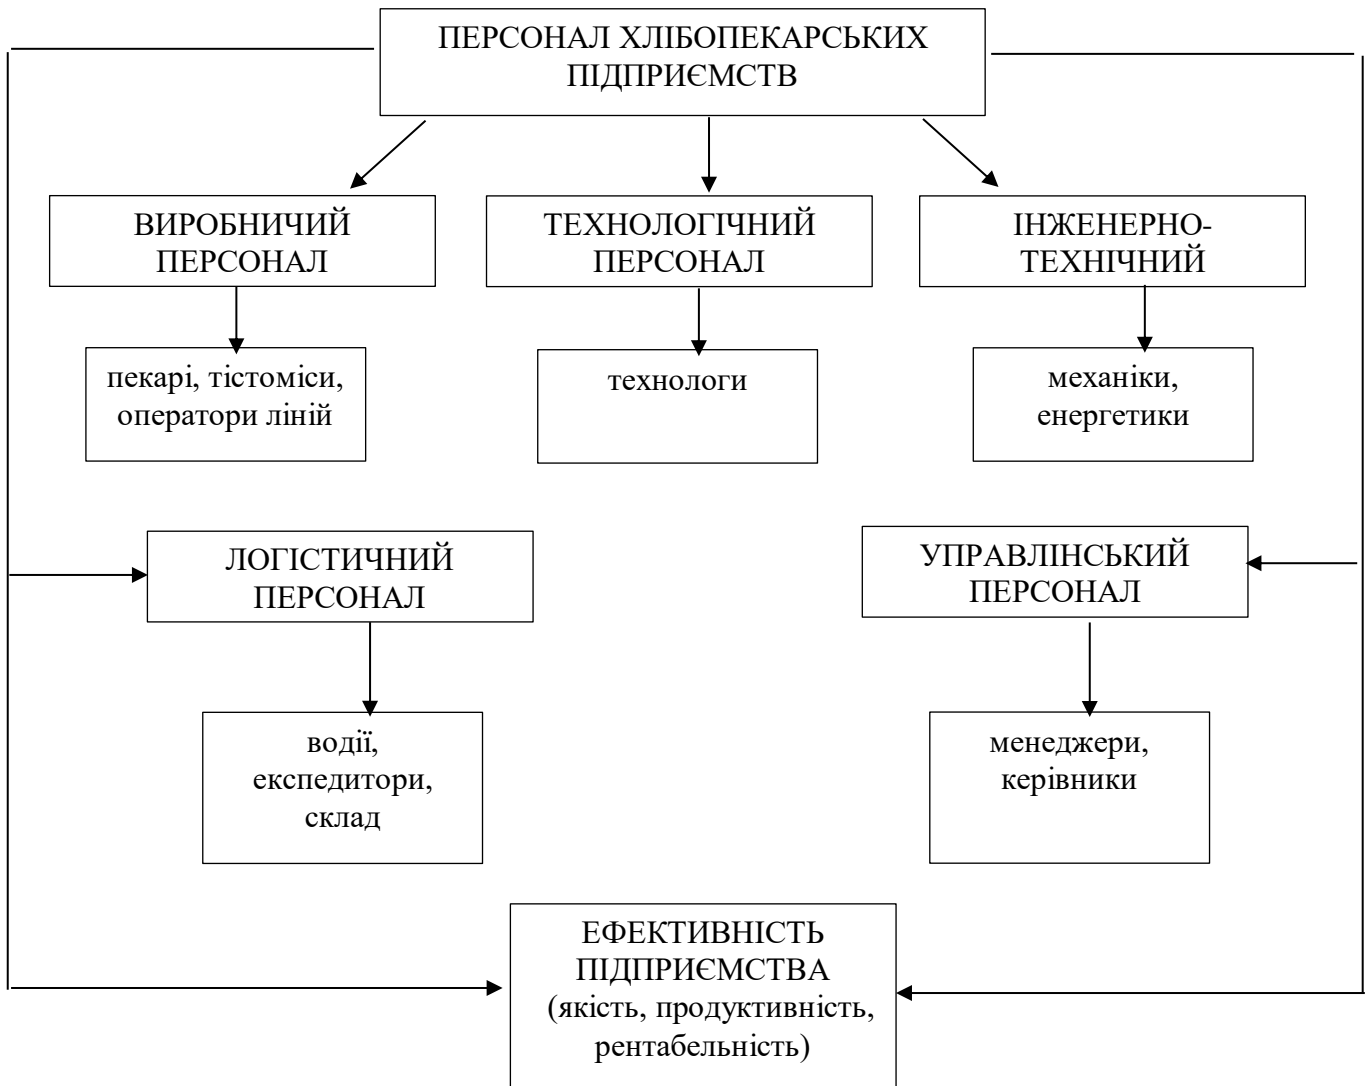 ПЕРСОНАЛ ХЛІБОПЕКАРСЬКИХ
ПІДПРИЄМСТВ
ВИРОБНИЧИЙ
ПЕРСОНАЛ
ТЕХНОЛОГІЧНИЙ
ПЕРСОНАЛ
ІНЖЕНЕРНО-
ТЕХНІЧНИЙ
пекарі, тістоміси,
оператори ліній
технологи
механіки,
енергетики
ЛОГІСТИЧНИЙ
ПЕРСОНАЛ
УПРАВЛІНСЬКИЙ
ПЕРСОНАЛ
водії,
експедитори,
склад
менеджери,
керівники
ЕФЕКТИВНІСТЬ
ПІДПРИЄМСТВА
(якість, продуктивність,
рентабельність)